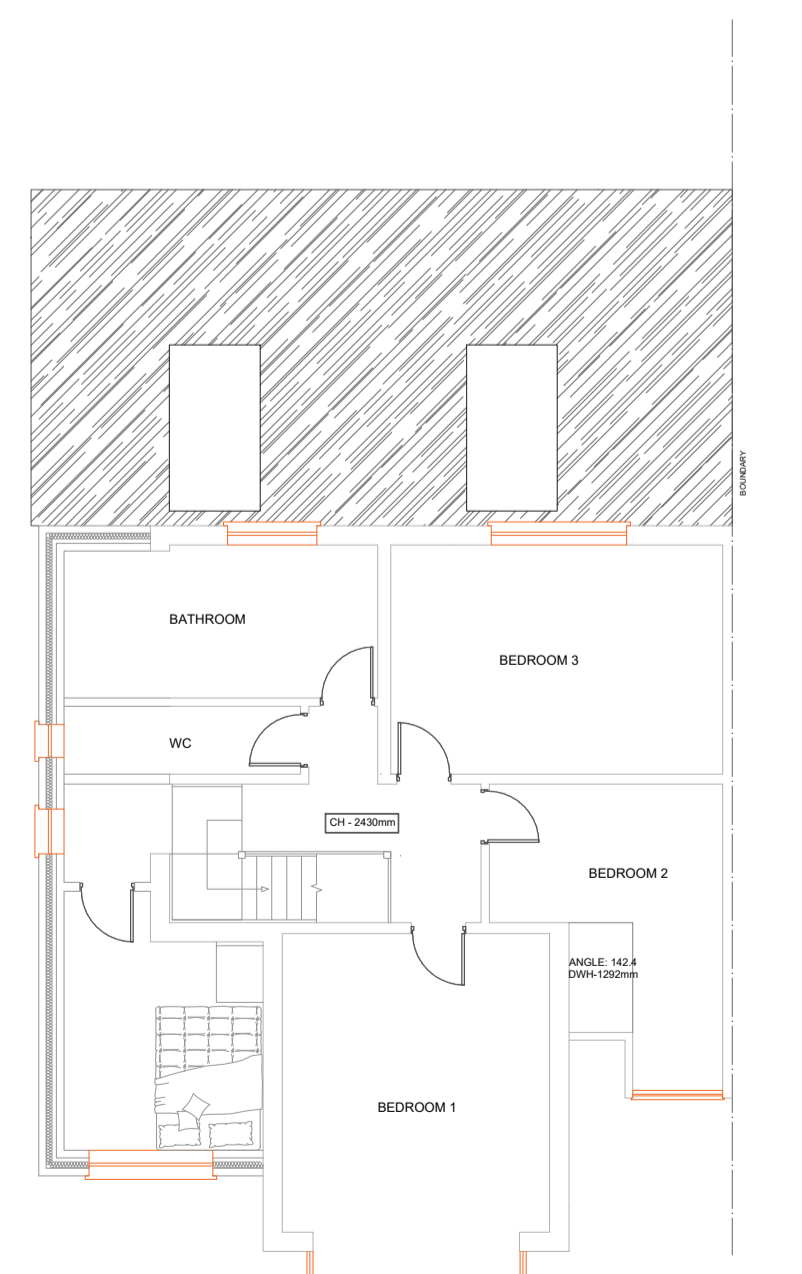 BOUNDARY
BATHROOM
BEDROOM 3
WC
CH - 2430mm
BEDROOM 2
ANGLE: 142.4
DWH-1292mm
BEDROOM 1